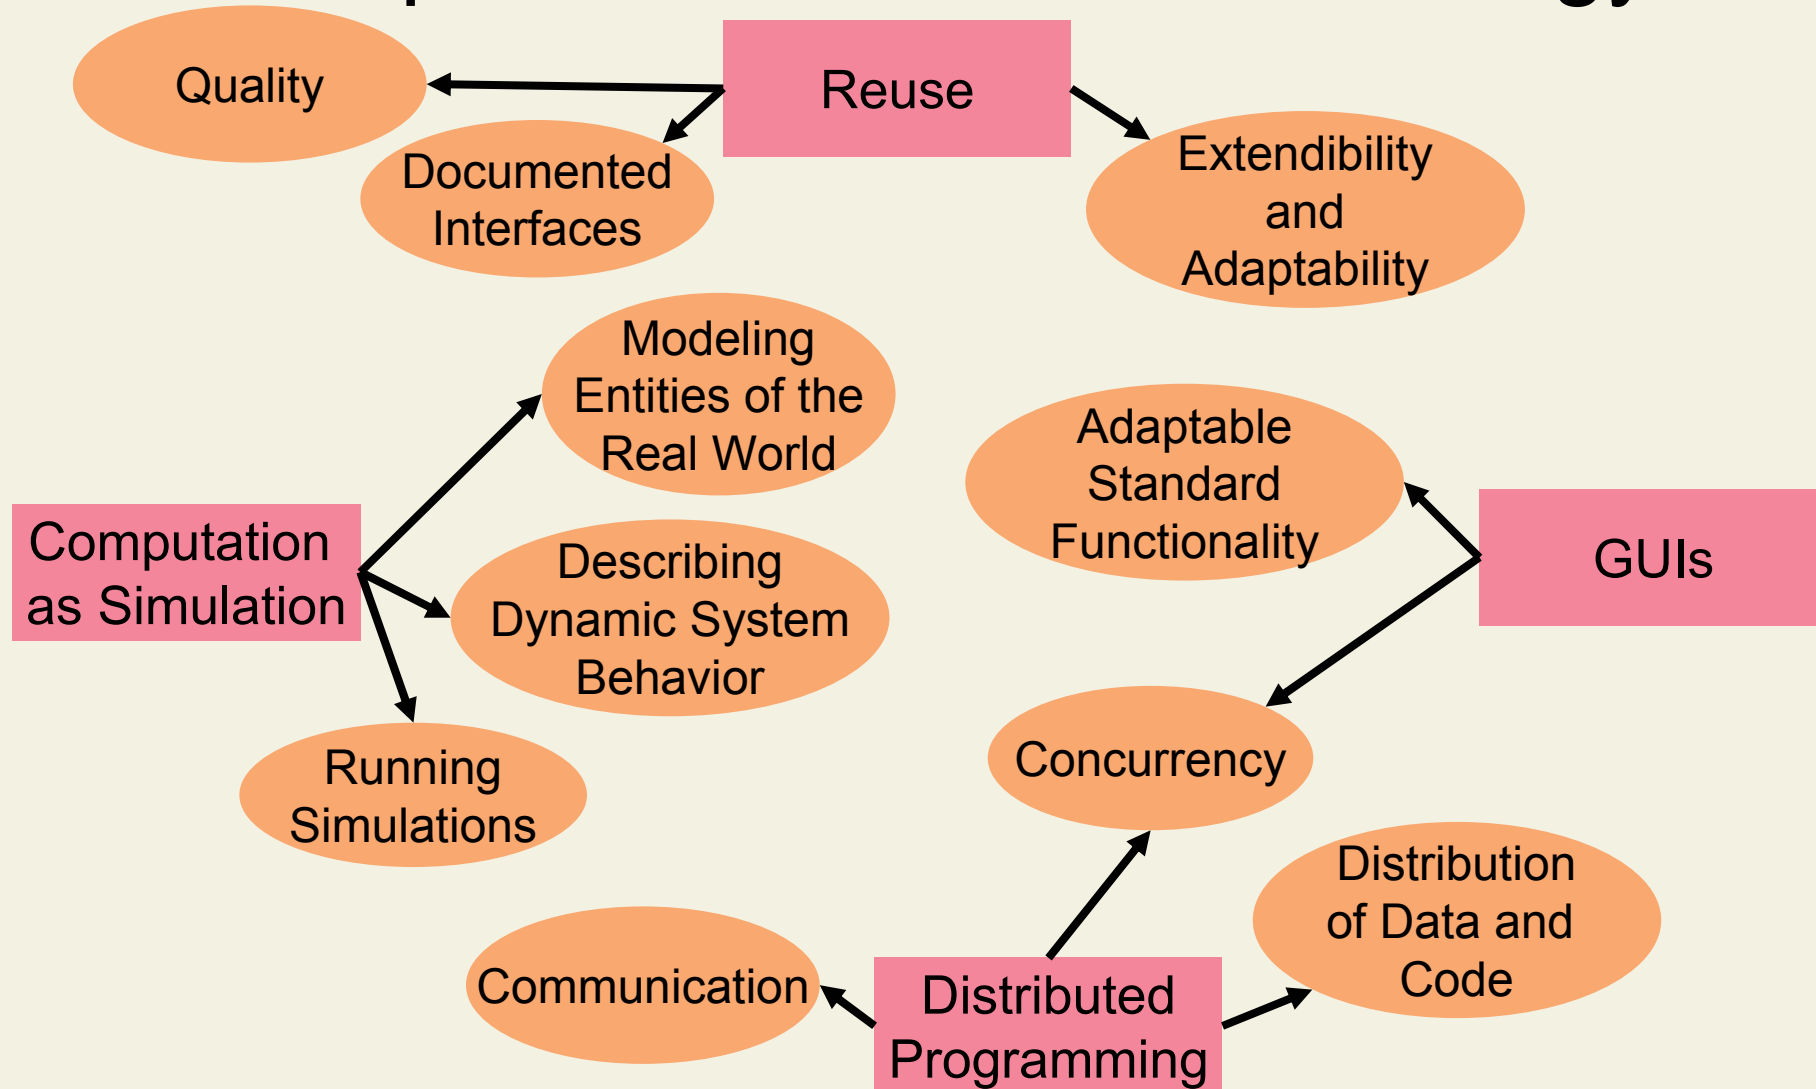 Quality
Reuse
Documented
Interfaces
Extendibility
and
Adaptability
Modeling
Entities of the
Real World
Adaptable
Standard
Functionality
Computation
as Simulation
Describing
Dynamic System
Behavior
GUIs
Running
Simulations
Concurrency
Distribution
of Data and
Code
Communication
Distributed
Programming